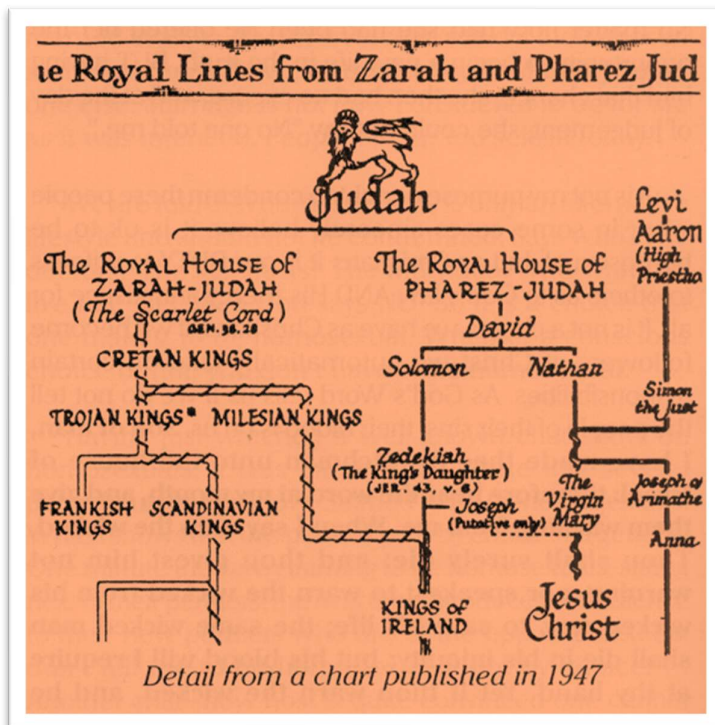 e Royal Lines from Zarah and Pharez Jud
Judah
The ROYAL HOUSE OF
ZARAH-JUDAH
(The Scarlet Cord)
GEN. 38. 28
CRETAN KINGS
TROJAN KINGS* MILESIAN KINGS
FRANKISH
KINGS
SCANDINAVIAN
KINGS
The ROYAL HOUSE OF
PHAREZ-JUDAH
David
Solomon
Nathan
Zedekiah
(The King's Daughter)
(JER. 43, v. 6)
Joseph
(Putative only)
The
Virgin
Mary
KINGS OF
IRELAND
Jesus
Christ
Levi
Aaron
(High
Priestho
Simon
the Just
Joseph of
Arimathe
Anna
Detail from a chart published in 1947